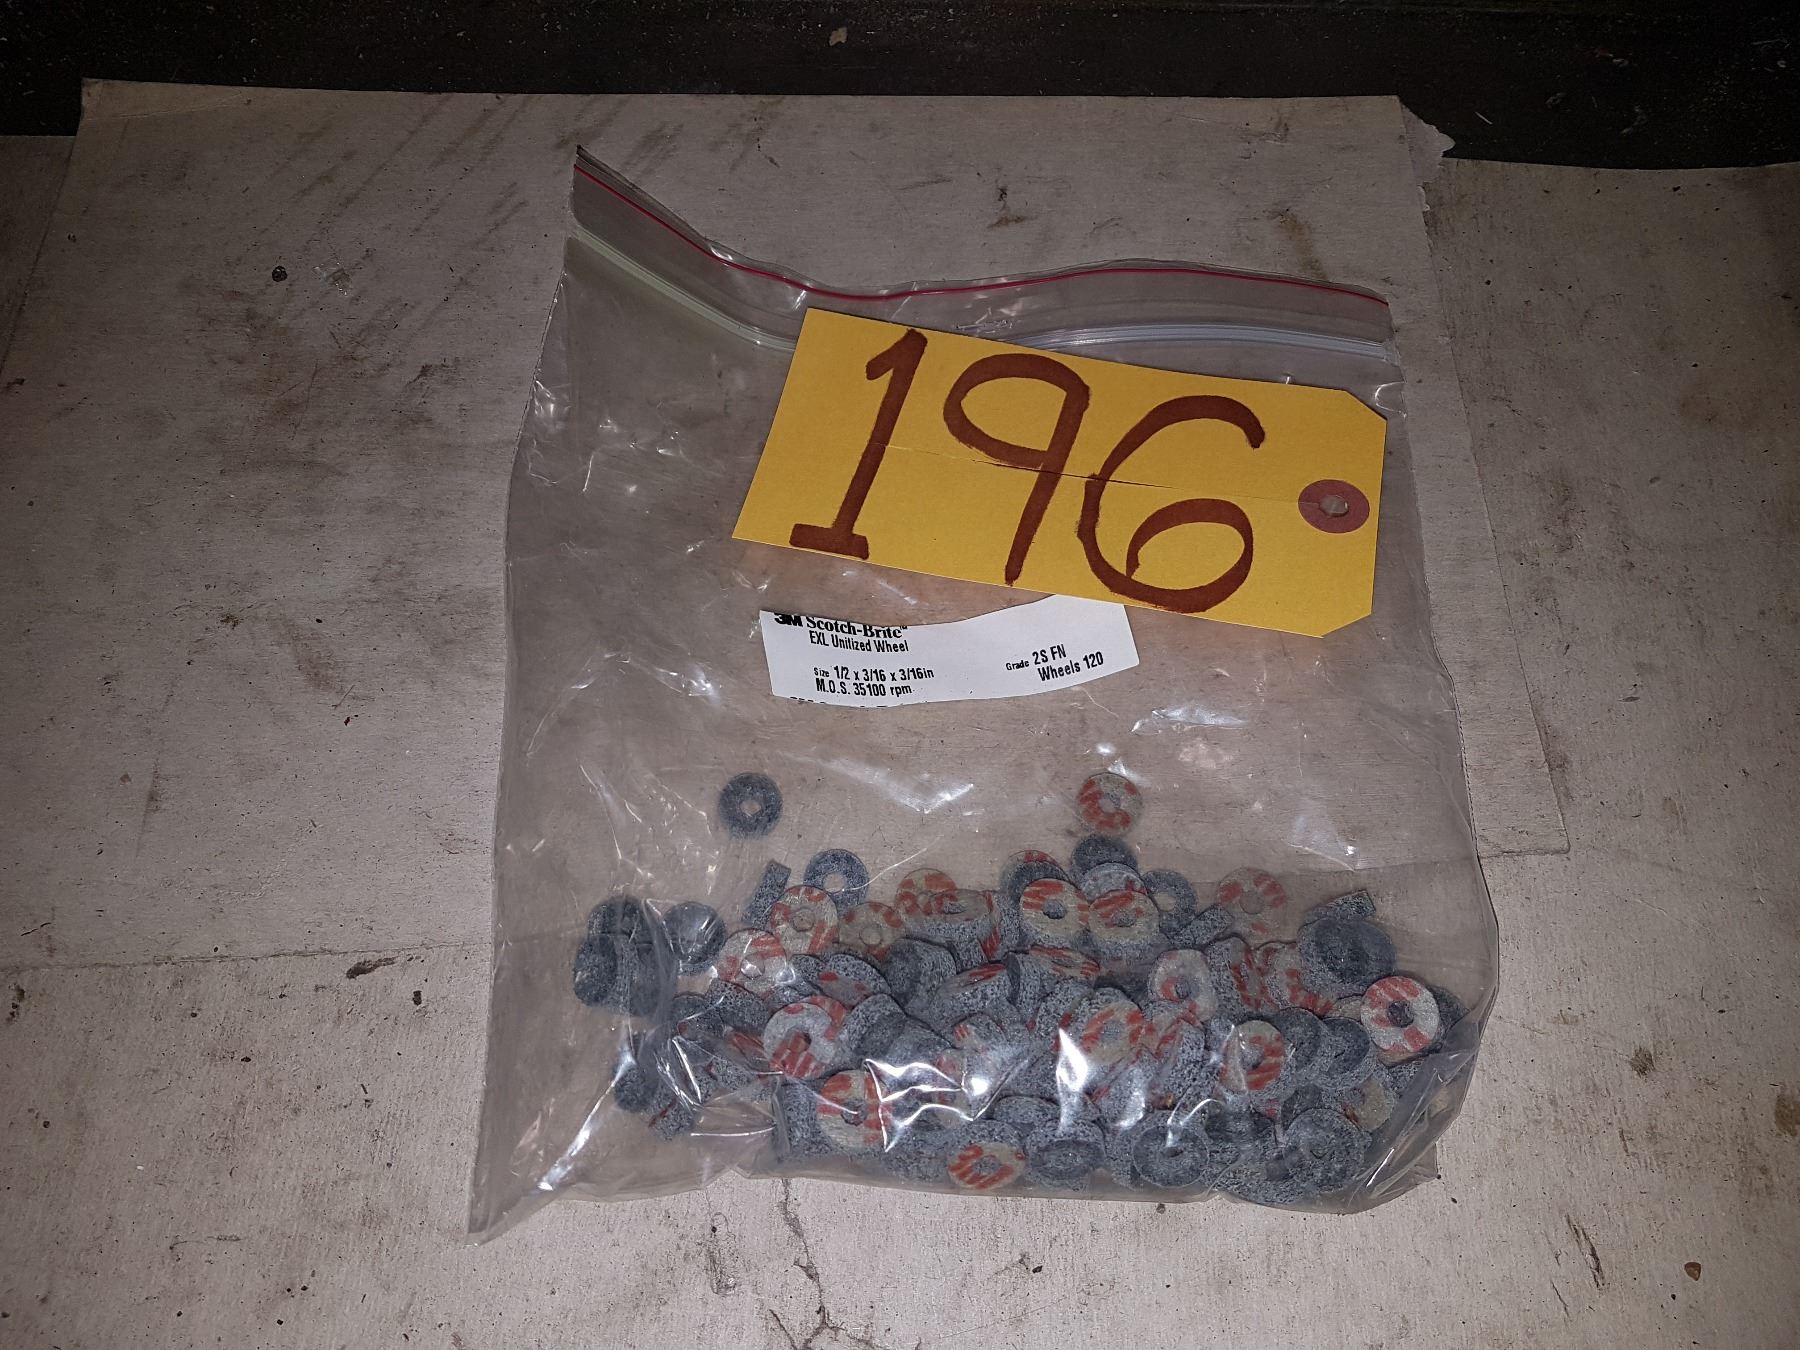 196
3M Scotch-Brite™
EXL Unitized Wheel
Size 1/2 x 3/16 x 3/16in
M.O.S. 35100 rpm
Grade 2S FN
Wheels 120